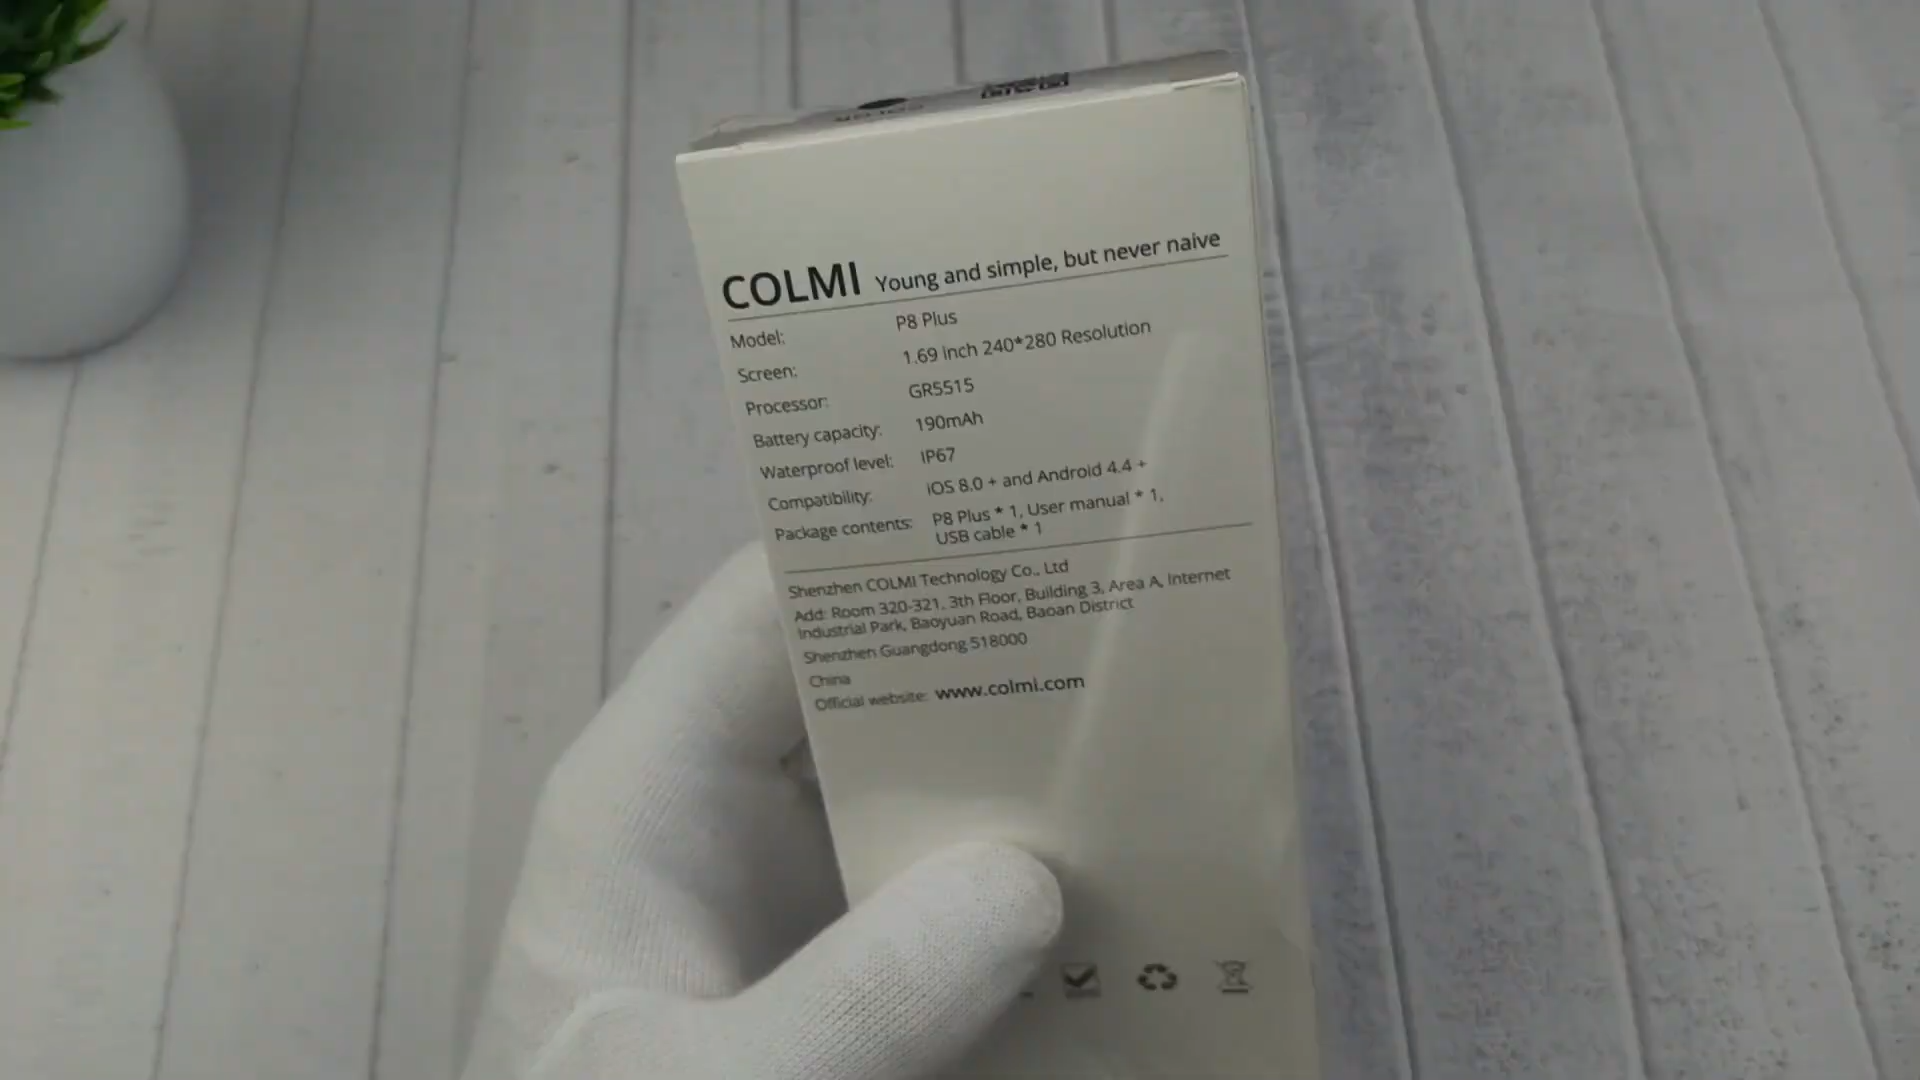 COLMI Young and simple, but never naive
Model: P8 Plus
Screen: 1.69 inch 240*280 Resolution
Processor: GR5515
Battery capacity: 190mAh
Waterproof level: IP67
Compatibility: iOS 8.0 + and Android 4.4 +
Package contents: P8 Plus * 1, User manual * 1,
USB cable * 1
Shenzhen COLMI Technology Co., Ltd
Add: Room 320-321, 3th Floor, Building 3, Area A, Internet
Industrial Park, Baoyuan Road, Baoan District
Shenzhen Guangdong 518000
China
Official website: www.colmi.com